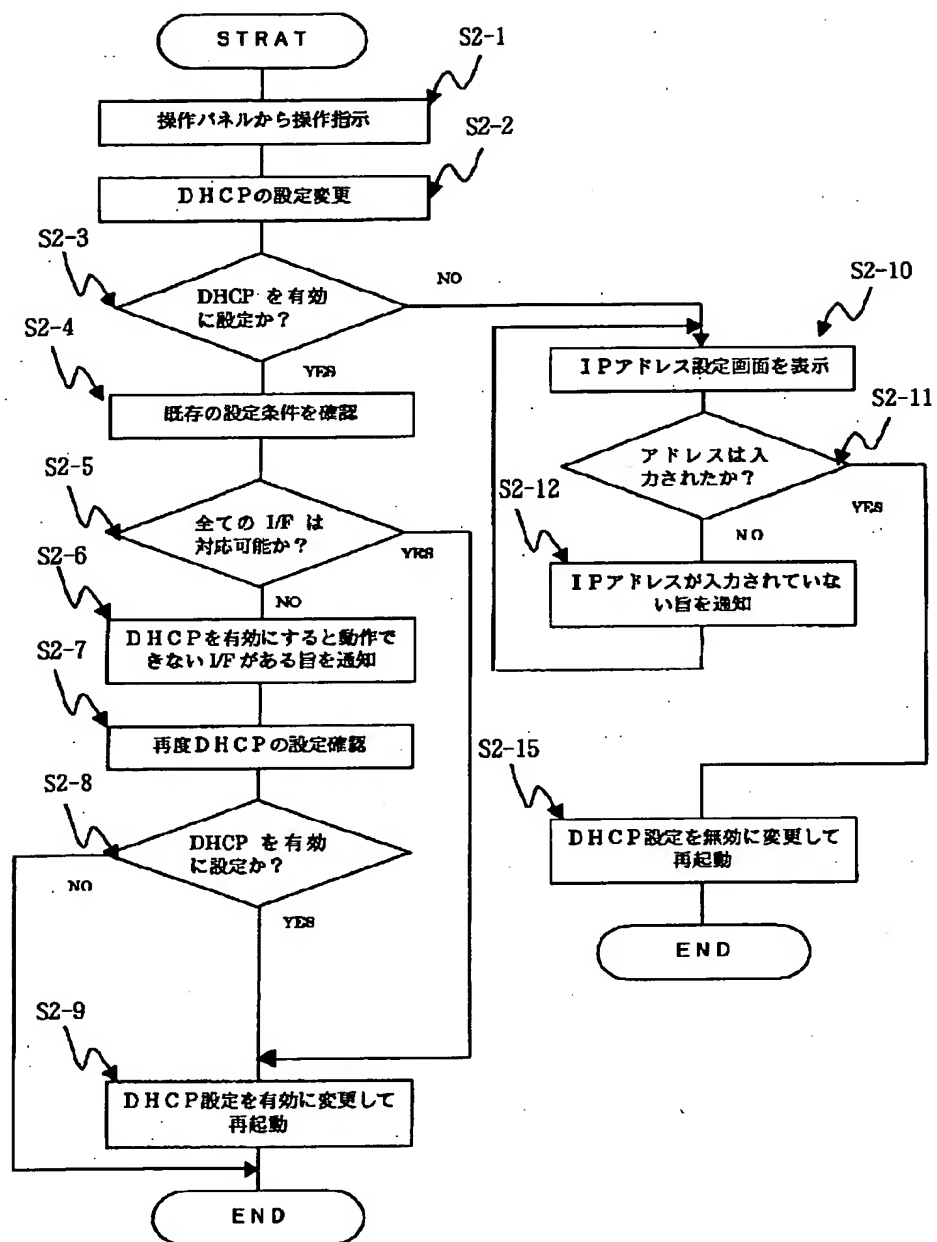 STRAT
S2-1
操作パネルから操作指示
S2-2
DHCPの設定変更
S2-3
DHCP を有効
に設定か?
NO
YES
S2-4
既存の設定条件を確認
S2-5
全ての I/F は
対応可能か?
YRS
NO
S2-6
DHCPを有効にすると動作で
きない I/F がある旨を通知
S2-7
再度DHCPの設定確認
S2-8
DHCP を有効
に設定か?
NO
YES
S2-9
DHCP設定を有効に変更して
再起動
END
S2-10
IPアドレス設定画面を表示
S2-11
アドレスは入
力されたか?
YES
NO
S2-12
IPアドレスが入力されていな
い旨を通知
S2-15
DHCP設定を無効に変更して
再起動
END